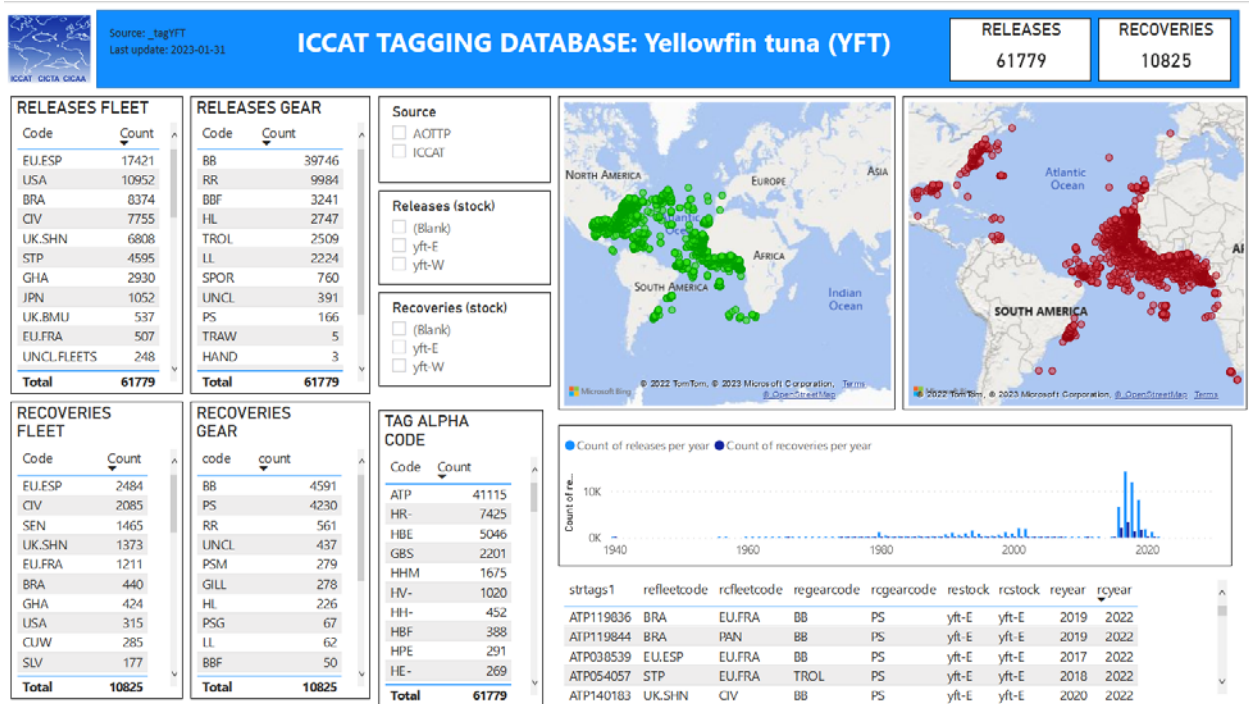 Source: _tagYFT
Last update: 2023-01-31
ICCAT CICTA CICAA
ICCAT TAGGING DATABASE: Yellowfin tuna (YFT)
RELEASES
61779
RECOVERIES
10825
RELEASES FLEET
Code Count
EU.ESP 17421
USA 10952
BRA 8374
CIV 7755
UK.SHN 6808
STP 4595
GHA 2930
JPN 1052
UK.BMU 537
EU.FRA 507
UNCL.FLEETS 248
Total 61779
RELEASES GEAR
Code Count
BB 39746
RR 9984
BBF 3241
HL 2747
TROL 2509
LL 2224
SPOR 760
UNCL 391
PS 166
TRAW 5
HAND 3
Total 61779
Source
AOTTP
ICCAT
Releases (stock)
(Blank)
yft-E
yft-W
Recoveries (stock)
(Blank)
yft-E
yft-W
NORTH AMERICA
EUROPE
ASIA
Atlantic
Ocean
AFRICA
SOUTH AMERICA
Indian
Ocean
Microsoft Bing
© 2022 TomTom, © 2023 Microsoft Corporation, Terms
© OpenStreetMap
Atlantic
Ocean
AF
SOUTH AMERICA
© 2022 TomTom, © 2023 Microsoft Corporation, © OpenStreetMap Terms
RECOVERIES
FLEET
Code Count
EU.ESP 2484
CIV 2085
SEN 1465
UK.SHN 1373
EU.FRA 1211
BRA 440
GHA 424
USA 315
CUW 285
SLV 177
Total 10825
RECOVERIES
GEAR
code count
BB 4591
PS 4230
RR 561
UNCL 437
PSM 279
GILL 278
HL 226
PSG 67
LL 62
BBF 50
Total 10825
TAG ALPHA
CODE
Code Count
ATP 41115
HR- 7425
HBE 5046
GBS 2201
HHM 1675
HV- 1020
HH- 452
HBF 388
HPE 291
HE- 269
Total 61779
Count of releases per year Count of recoveries per year
Count of re...
10K
0K
1940 1960 1980 2000 2020
strtags1 refleetcode rcfleetcode regearcode rcgearcode restock rcstock reyear rcyear
ATP119836 BRA EU.FRA BB PS yft-E yft-E 2019 2022
ATP119844 BRA PAN BB PS yft-E yft-E 2019 2022
ATP038539 EU.ESP EU.FRA BB PS yft-E yft-E 2017 2022
ATP054057 STP EU.FRA TROL PS yft-E yft-E 2018 2022
ATP140183 UK.SHN CIV BB PS yft-E yft-E 2020 2022